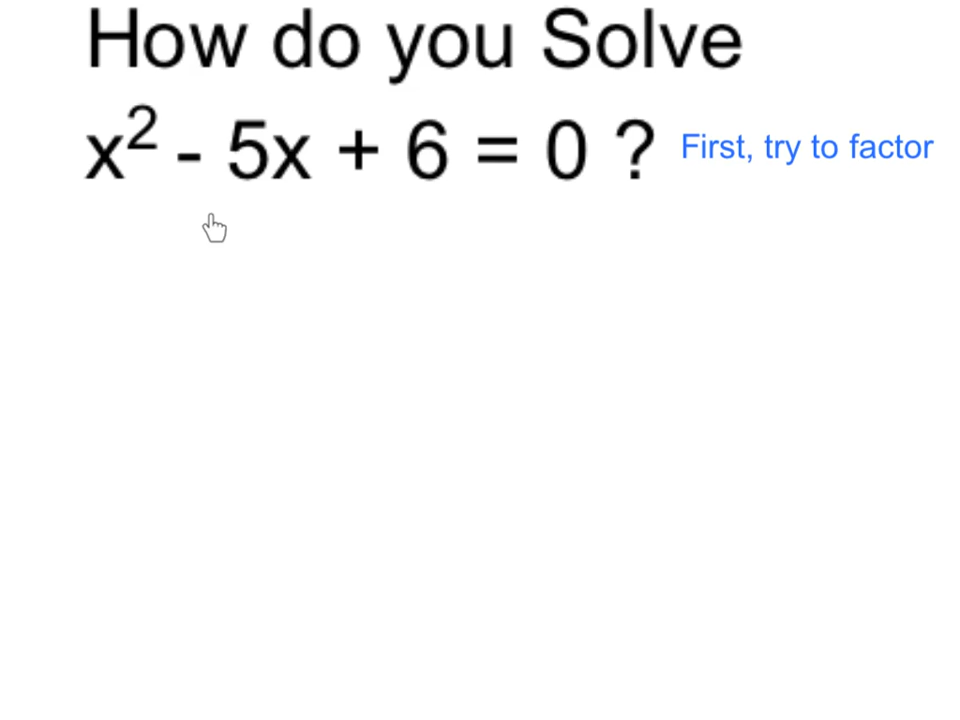 How do you Solve
x² - 5x + 6 = 0 ? First, try to factor